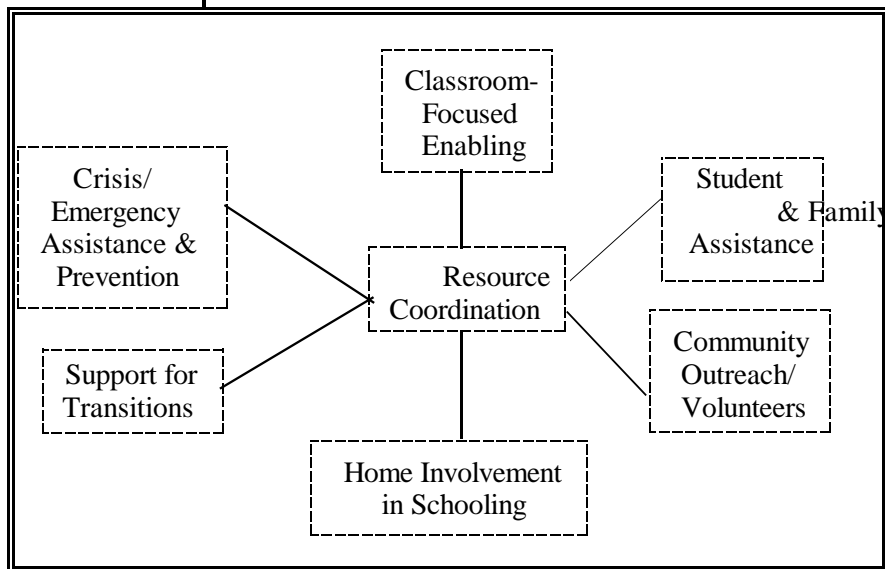 Classroom-
Focused
Enabling
Crisis/
Emergency
Assistance &
Prevention
Student
& Family
Assistance
Resource
Coordination
Support for
Transitions
Community
Outreach/
Volunteers
Home Involvement
in Schooling